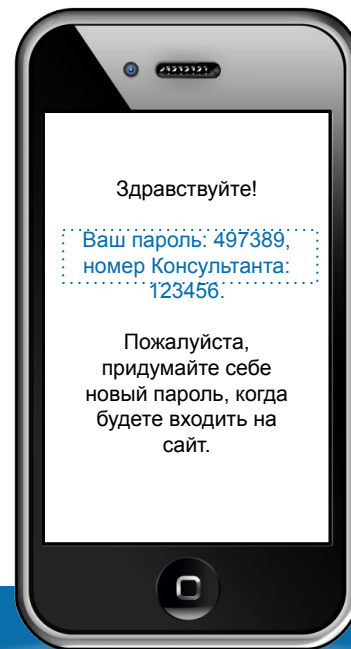 Здравствуйте!
Ваш пароль: 497389,
номер Консультанта:
123456.
Пожалуйста,
придумайте себе
новый пароль, когда
будете входить на
сайт.